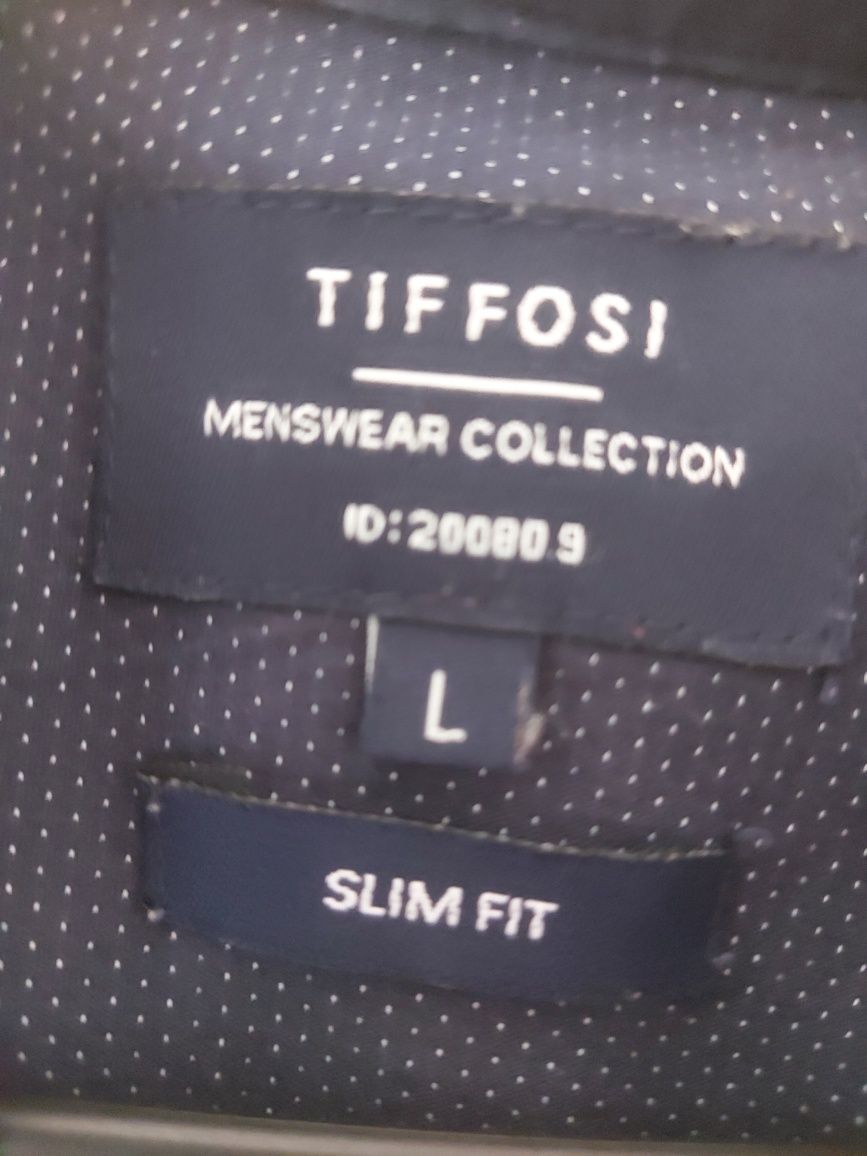 TIFFOSI
MENSWEAR COLLECTION
ID:20080.9
L
SLIM FIT